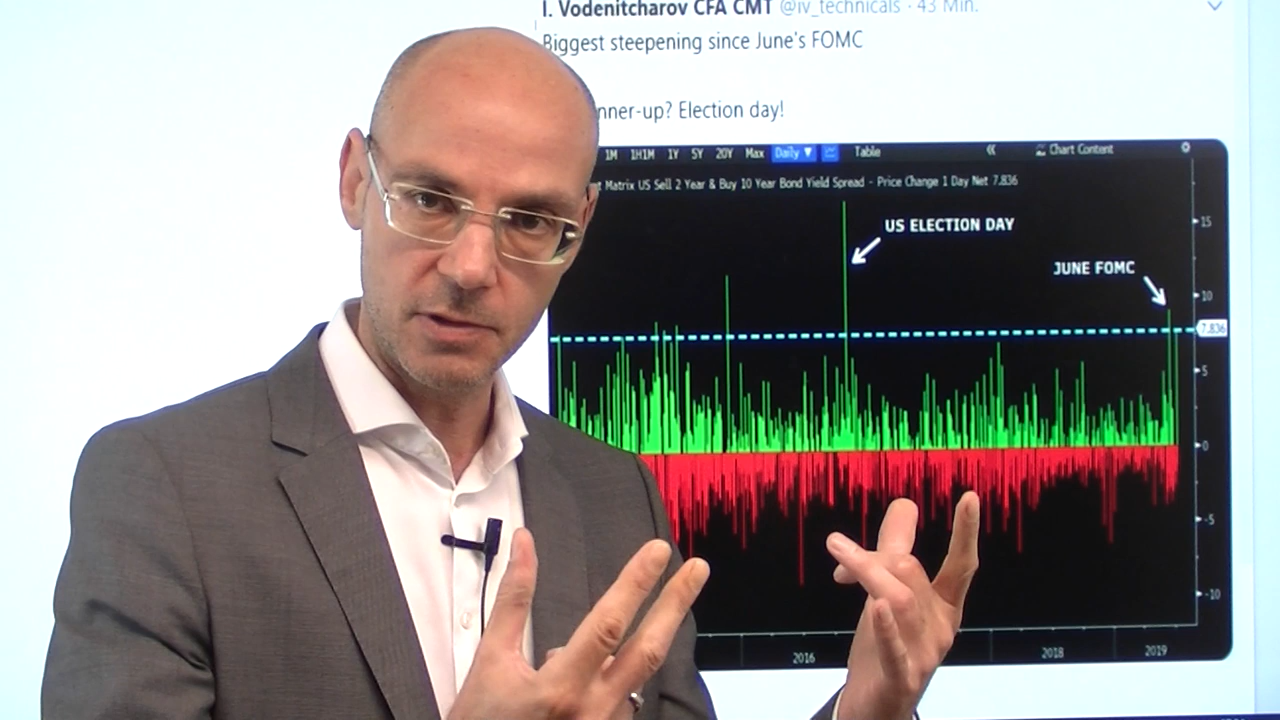 I. Vodenitcharov CFA CMT @iv_technicals · 43 Min.
Biggest steepening since June's FOMC
nner-up? Election day!
1M 1H1M 1Y 5Y 20Y Max Daily ▼ Table « Chart Content
t Matrix US Sell 2 Year & Buy 10 Year Bond Yield Spread - Price Change 1 Day Net 7.836
15
US ELECTION DAY
JUNE FOMC
10
7.836
5
0
-5
-10
2016 2018 2019